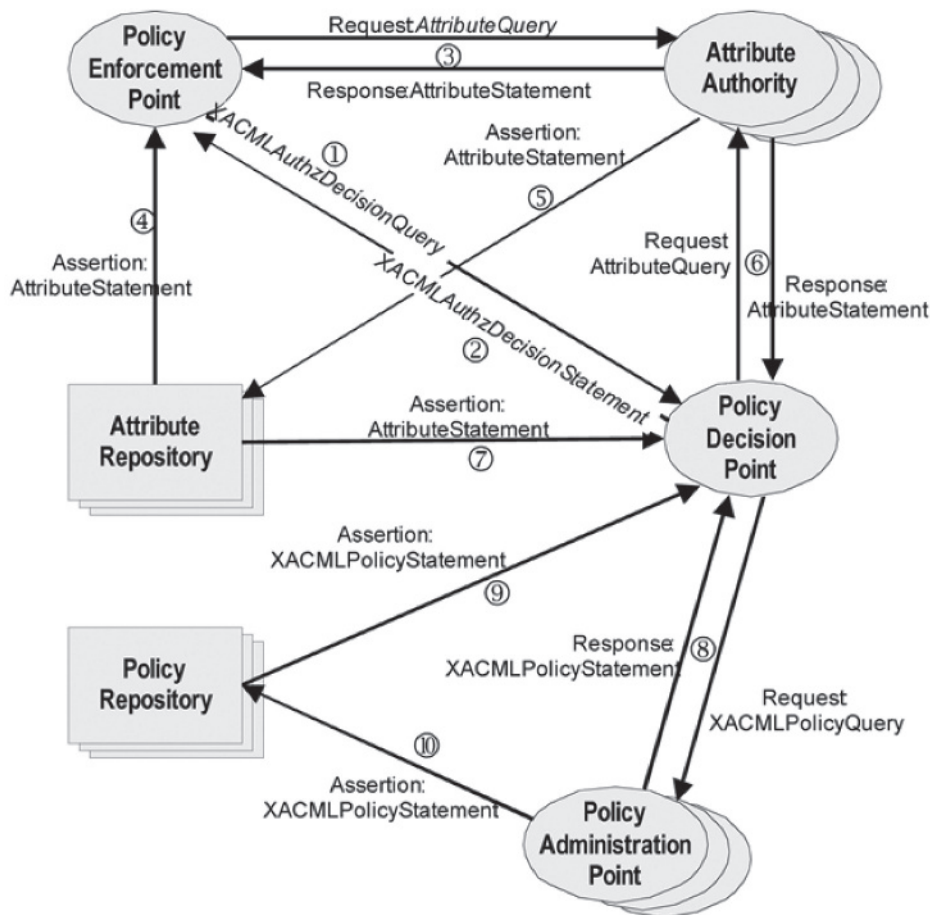 Policy
Enforcement
Point
Request:AttributeQuery
③
Response:AttributeStatement
Attribute
Authority
XACMLAuthzDecisionQuery
①
Assertion:
AttributeStatement
⑤
④
Assertion:
AttributeStatement
Request
AttributeQuery
⑥
Response:
AttributeStatement
XACMLAuthzDecisionStatement
②
Attribute
Repository
Assertion:
AttributeStatement
⑦
Policy
Decision
Point
Assertion:
XACMLPolicyStatement
⑨
Response:
XACMLPolicyStatement
⑧
Request
XACMLPolicyQuery
Policy
Repository
⑩
Assertion:
XACMLPolicyStatement
Policy
Administration
Point